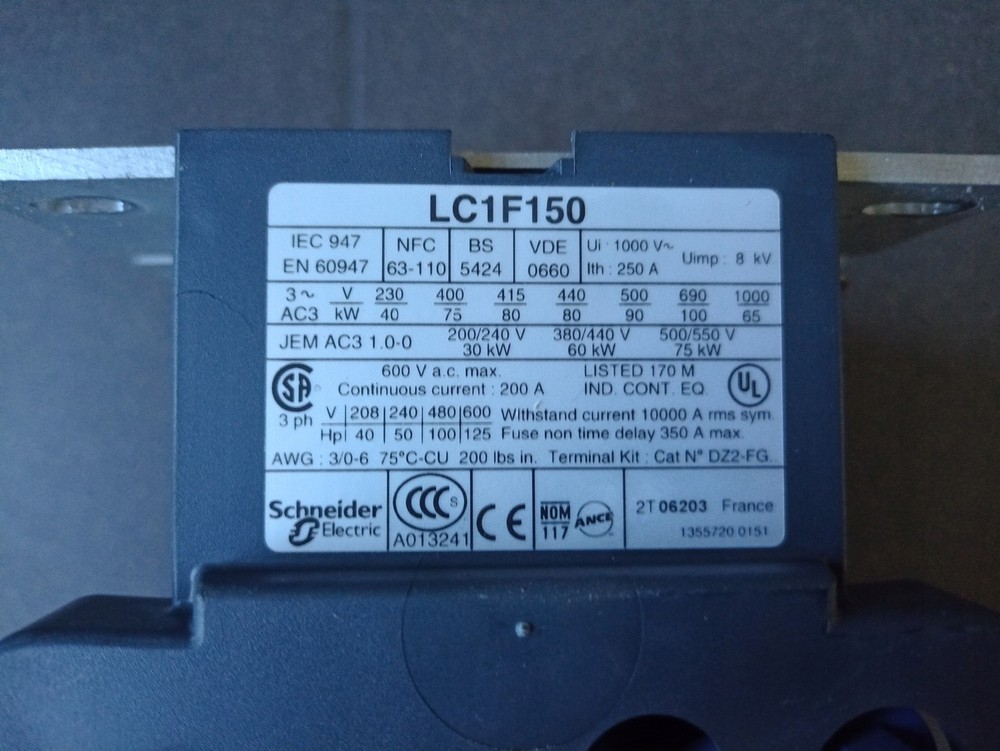 LC1F150
IEC 947
EN 60947
NFC
63-110
BS
5424
VDE
0660
Ui : 1000 V~
Ith : 250 A
Uimp : 8 kV
3~ V 230 400 415 440 500 690 1000
AC3 kW 40 75 80 80 90 100 65
JEM AC3 1.0-0
200/240 V 380/440 V 500/550 V
30 kW 60 kW 75 kW
SA
600 V a.c. max.
Continuous current : 200 A
LISTED 170 M
IND. CONT. EQ.
UL
3 ph
V 208 240 480 600
Hp 40 50 100 125
Withstand current 10000 A rms sym.
Fuse non time delay 350 A max.
AWG : 3/0-6 75°C-CU 200 lbs in. Terminal Kit : Cat N° DZ2-FG..
Schneider
Electric
CCC S
A013241
CE
NOM
117
ANCE
2T 06203 France
1355720 0151